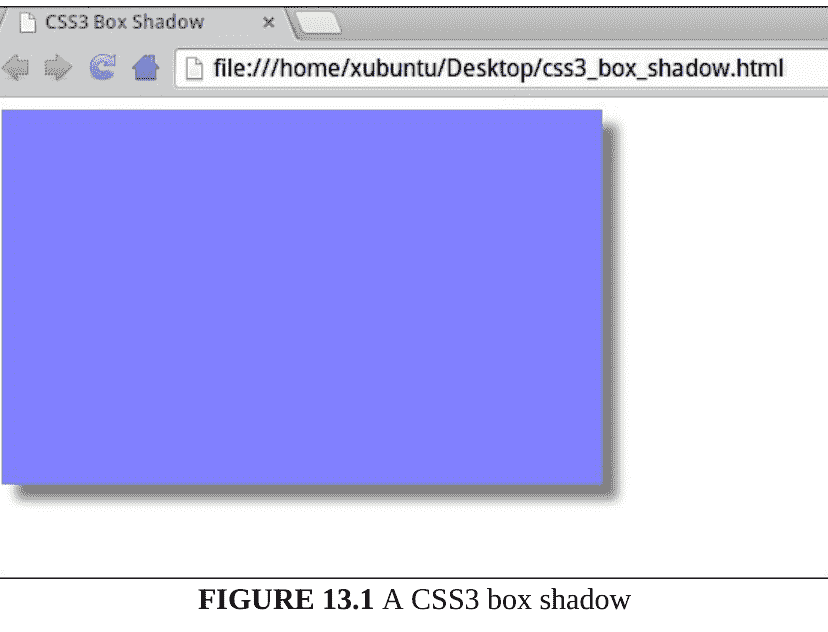 CSS3 Box Shadow
file:///home/xubuntu/Desktop/css3_box_shadow.html
FIGURE 13.1 A CSS3 box shadow